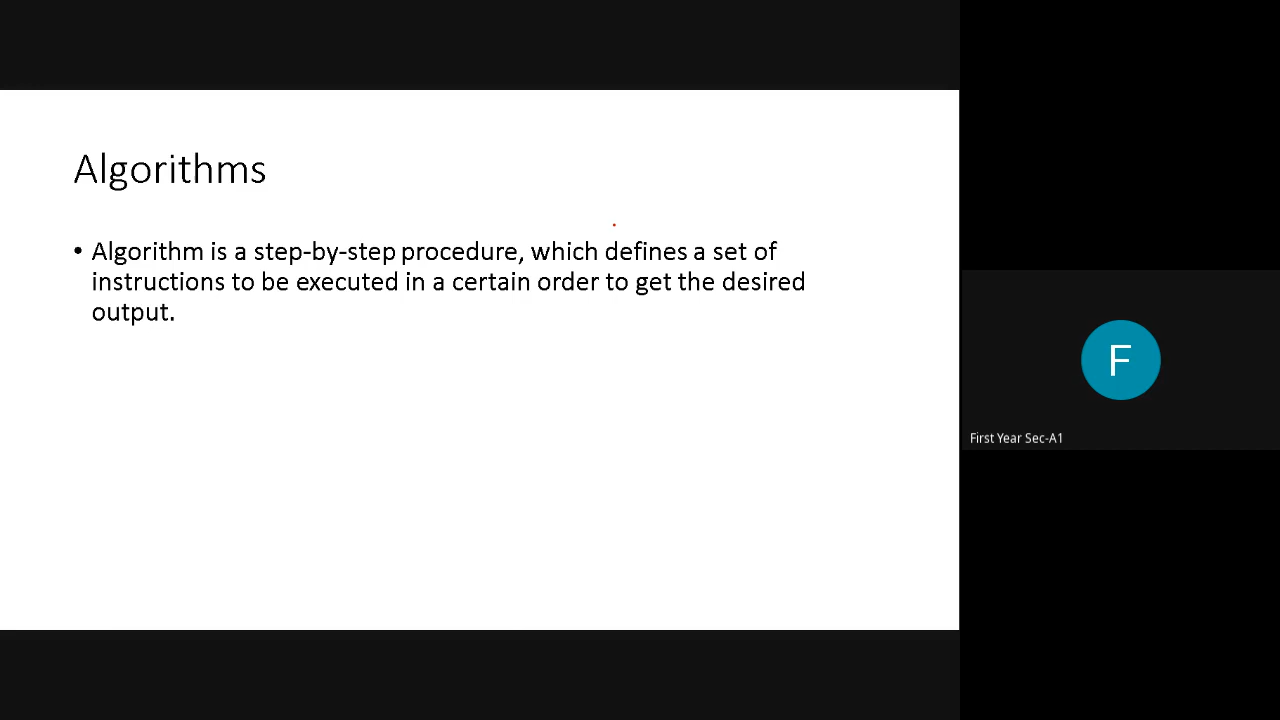 Algorithms
• Algorithm is a step-by-step procedure, which defines a set of
instructions to be executed in a certain order to get the desired
output.
F
First Year Sec-A1